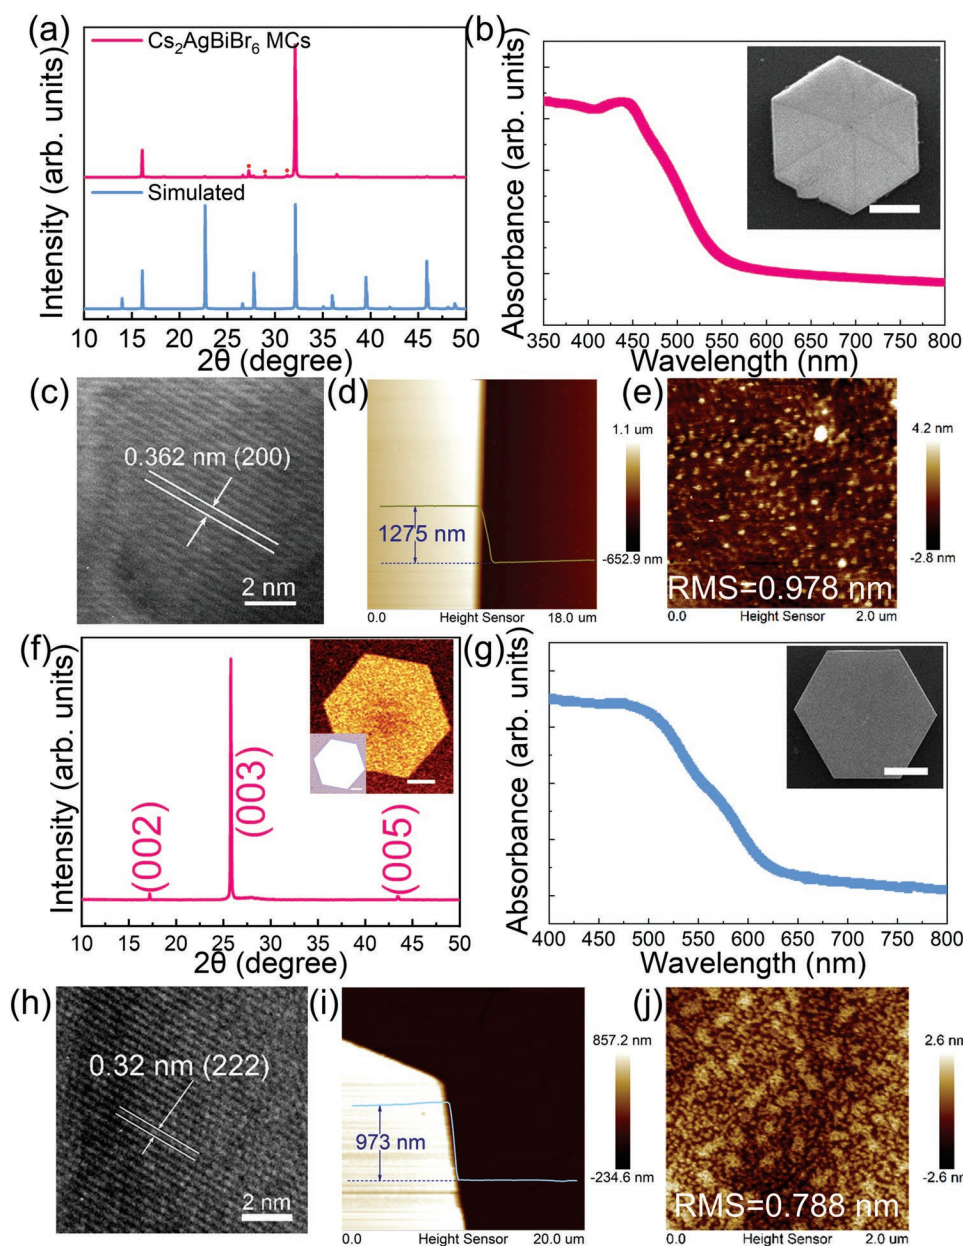 (a)
Cs₂AgBiBr₆ MCs
Simulated
Intensity (arb. units)
10 15 20 25 30 35 40 45 50
2θ (degree)
(b)
Absorbance (arb. units)
350 400 450 500 550 600 650 700 750 800
Wavelength (nm)
(c)
0.362 nm (200)
2 nm
(d)
1275 nm
1.1 um
-652.9 nm
0.0 Height Sensor 18.0 um
(e)
4.2 nm
-2.8 nm
RMS=0.978 nm
0.0 Height Sensor 2.0 um
(f)
Intensity (arb. units)
(002)
(003)
(005)
10 15 20 25 30 35 40 45 50
2θ (degree)
(g)
Absorbance (arb. units)
400 450 500 550 600 650 700 750 800
Wavelength (nm)
(h)
0.32 nm (222)
2 nm
(i)
973 nm
857.2 nm
-234.6 nm
0.0 Height Sensor 20.0 um
(j)
2.6 nm
-2.6 nm
RMS=0.788 nm
0.0 Height Sensor 2.0 um